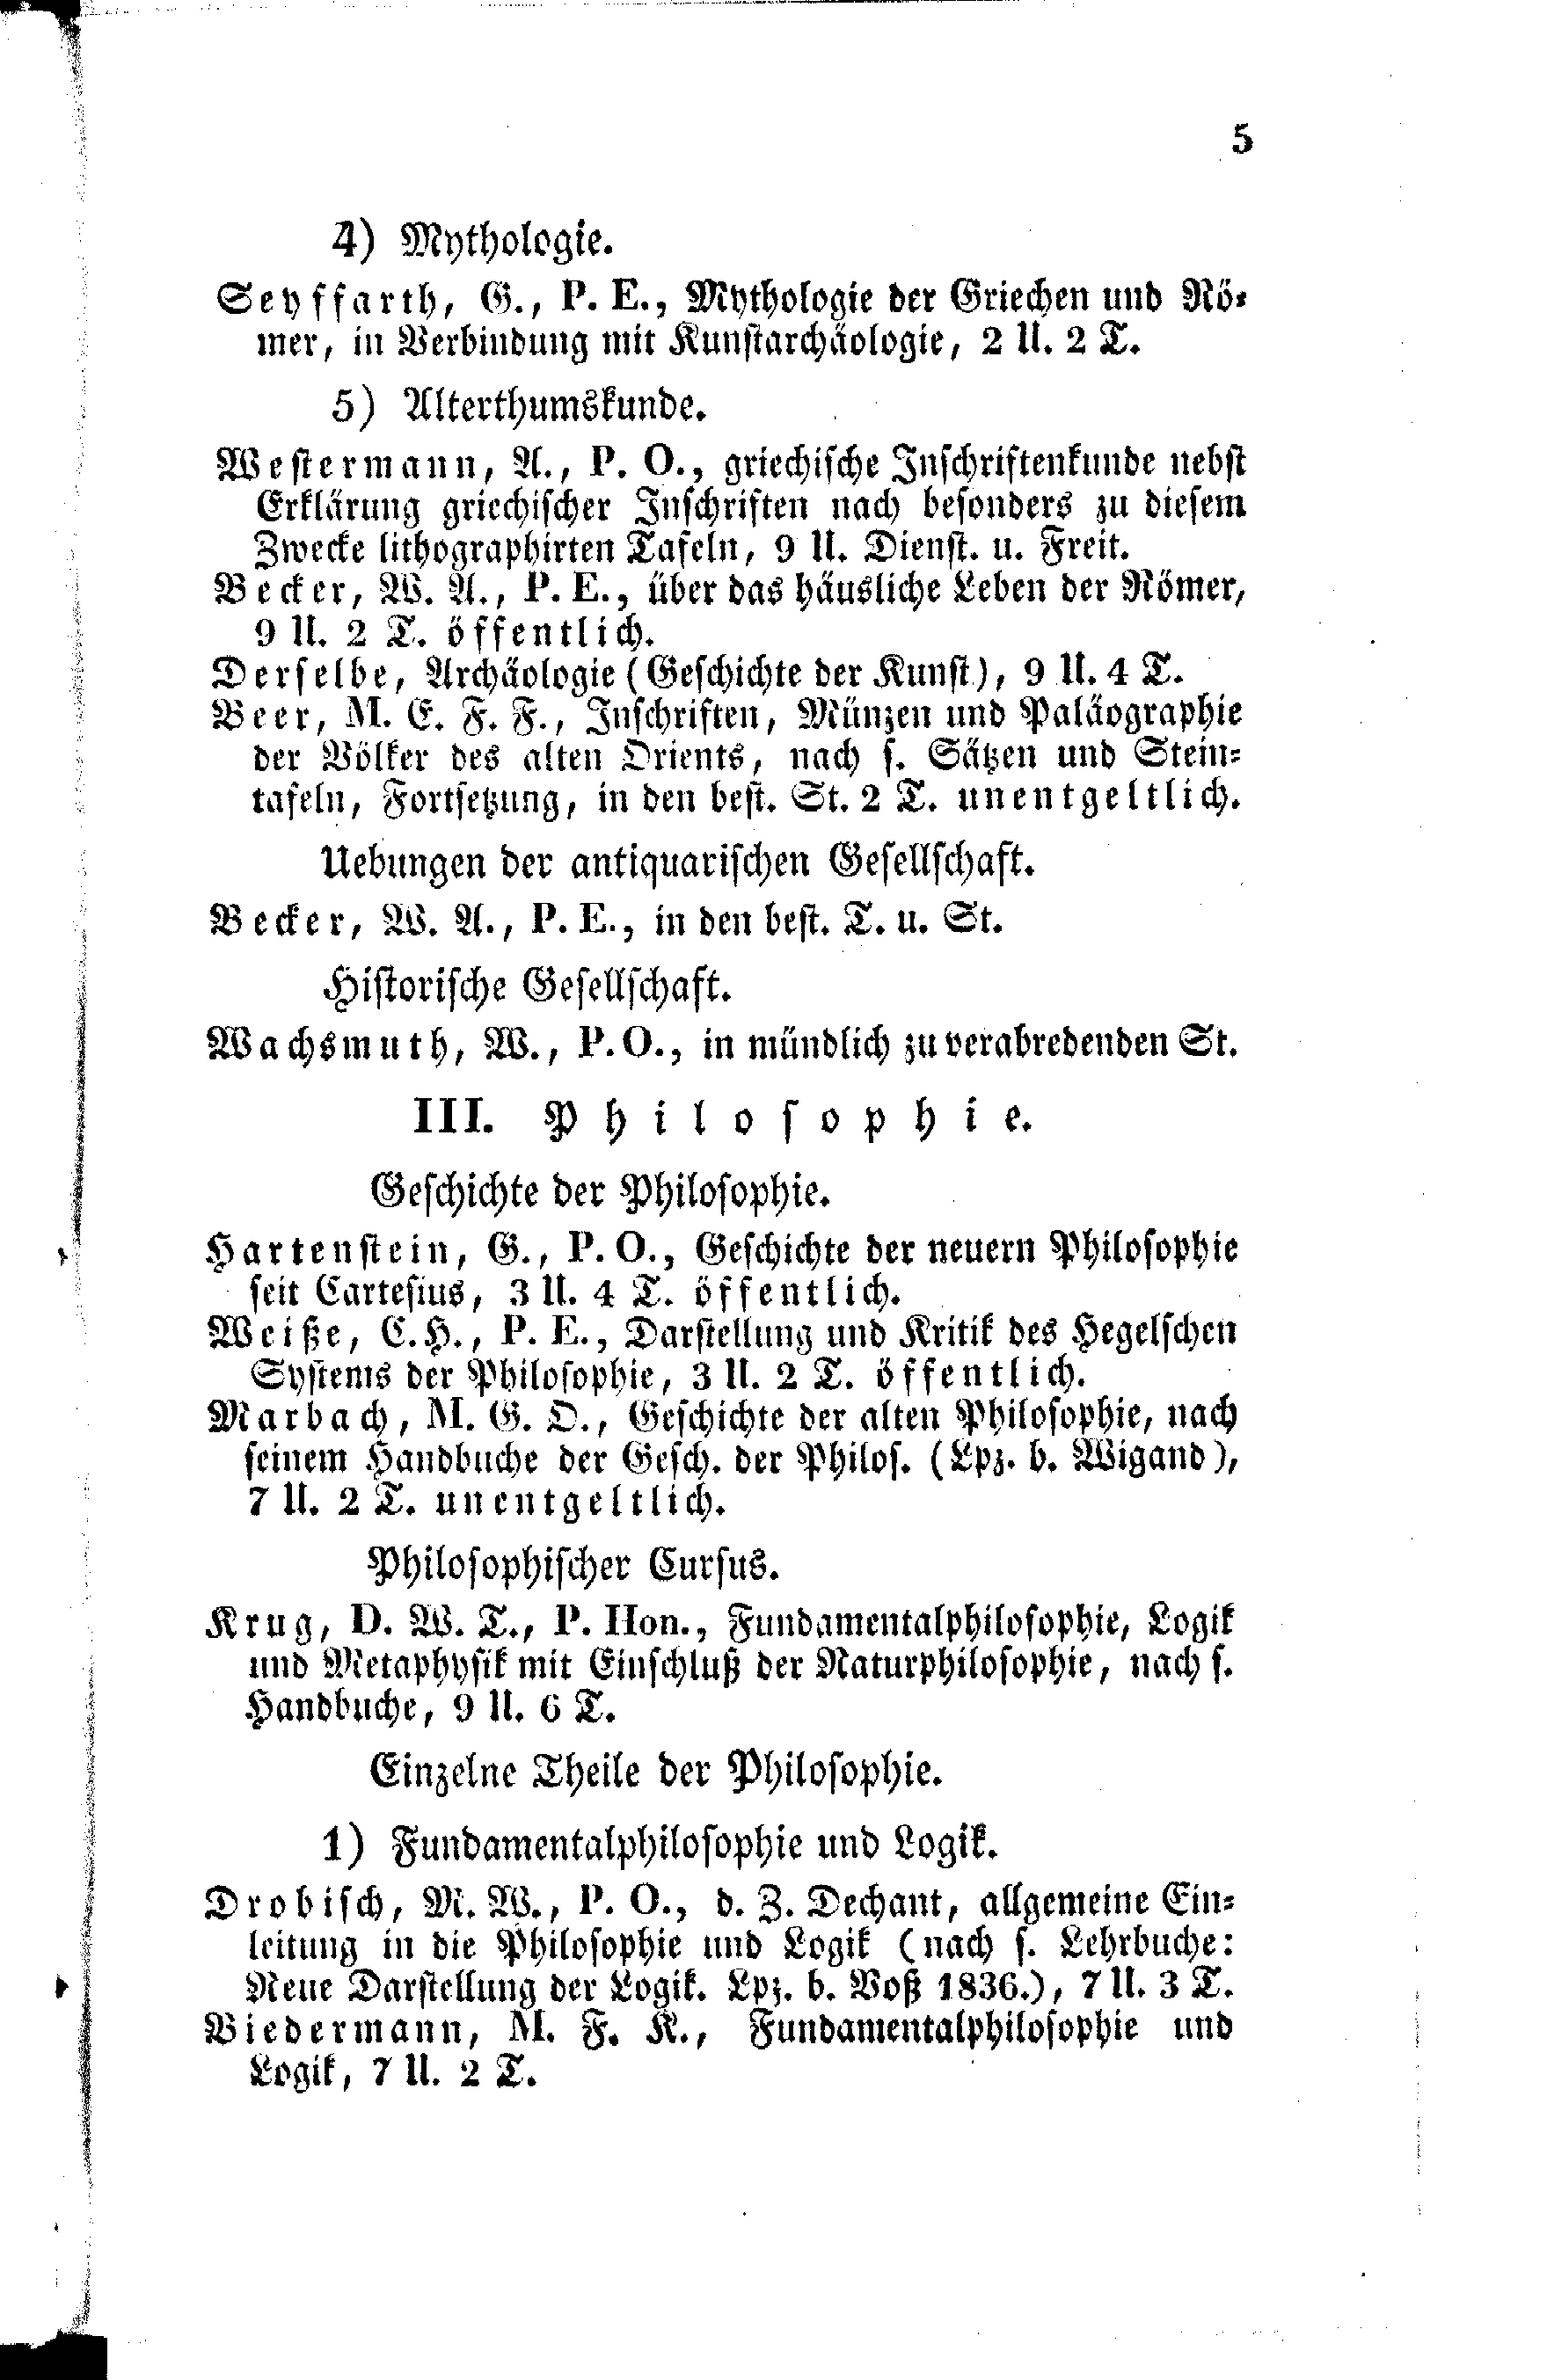 5
4) Mythologie.
Seyffarth, G., P. E., Mythologie der Griechen und Rö-
mer, in Verbindung mit Kunstarchäologie, 2 U. 2 T.
5) Alterthumskunde.
Westermann, A., P. O., griechische Inschriftenkunde nebst
Erklärung griechischer Inschriften nach besonders zu diesem
Zwecke lithographirten Tafeln, 9 U. Dienst. u. Freit.
Becker, W. A., P. E., über das häusliche Leben der Römer,
9 U. 2 T. öffentlich.
Derselbe, Archäologie (Geschichte der Kunst), 9 U. 4 T.
Beer, M. E. F. F., Inschriften, Münzen und Paläographie
der Völker des alten Orients, nach s. Sätzen und Stein-
tafeln, Fortsetzung, in den best. St. 2 T. unentgeltlich.
Uebungen der antiquarischen Gesellschaft.
Becker, W. A., P. E., in den best. T. u. St.
Historische Gesellschaft.
Wachsmuth, W., P. O., in mündlich zu verabredenden St.
III. Philosophie.
Geschichte der Philosophie.
Hartenstein, G., P. O., Geschichte der neuern Philosophie
seit Cartesius, 3 U. 4 T. öffentlich.
Weiße, C. H., P. E., Darstellung und Kritik des Hegelschen
Systems der Philosophie, 3 U. 2 T. öffentlich.
Marbach, M. G. O., Geschichte der alten Philosophie, nach
seinem Handbuche der Gesch. der Philos. (Lpz. b. Wigand),
7 U. 2 T. unentgeltlich.
Philosophischer Cursus.
Krug, D. W. T., P. Hon., Fundamentalphilosophie, Logik
und Metaphysik mit Einschluß der Naturphilosophie, nach s.
Handbuche, 9 U. 6 T.
Einzelne Theile der Philosophie.
1) Fundamentalphilosophie und Logik.
Drobisch, M. W., P. O., d. Z. Dechant, allgemeine Ein-
leitung in die Philosophie und Logik (nach s. Lehrbuche:
Neue Darstellung der Logik. Lpz. b. Voß 1836.), 7 U. 3 T.
Biedermann, M. F. K., Fundamentalphilosophie und
Logik, 7 U. 2 T.